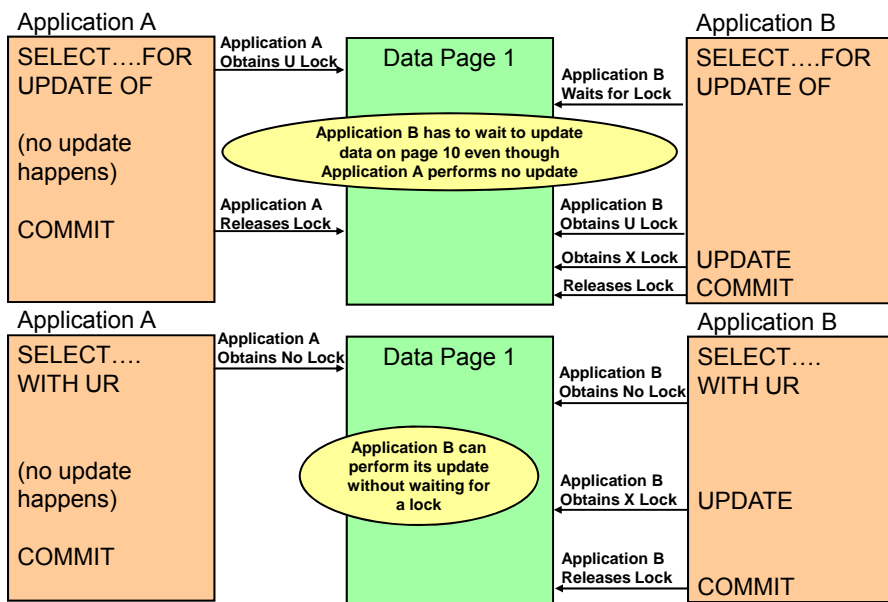 Application A
SELECT….FOR
UPDATE OF
(no update
happens)
COMMIT
Application A
Obtains U Lock
Application A
Releases Lock
Data Page 1
Application B has to wait to update
data on page 10 even though
Application A performs no update
Application B
Waits for Lock
Application B
Obtains U Lock
Obtains X Lock
Releases Lock
Application B
SELECT….FOR
UPDATE OF
UPDATE
COMMIT
Application A
SELECT….
WITH UR
(no update
happens)
COMMIT
Application A
Obtains No Lock
Data Page 1
Application B can
perform its update
without waiting for
a lock
Application B
Obtains No Lock
Application B
Obtains X Lock
Application B
Releases Lock
Application B
SELECT….
WITH UR
UPDATE
COMMIT